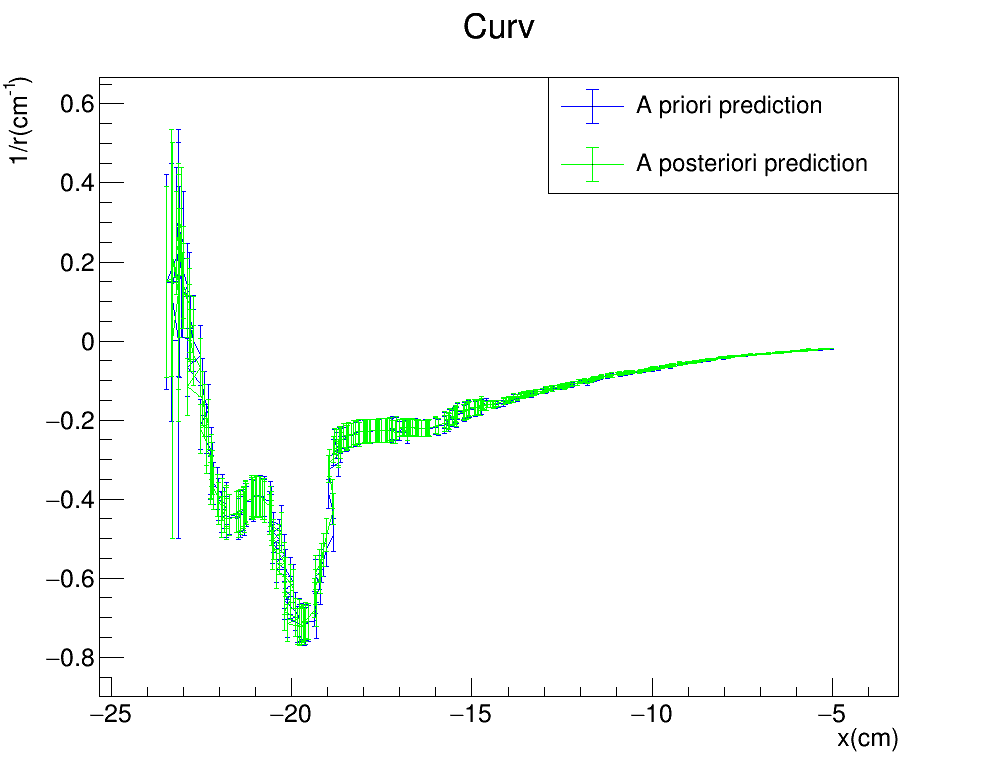 Curv
1/r(cm⁻¹)
A priori prediction
A posteriori prediction
0.6
0.4
0.2
0
−0.2
−0.4
−0.6
−0.8
−25 −20 −15 −10 −5
x(cm)